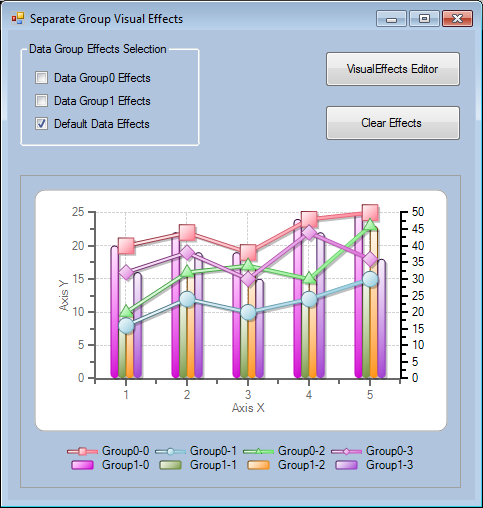 Separate Group Visual Effects
Data Group Effects Selection
Data Group0 Effects
Data Group1 Effects
Default Data Effects
VisualEffects Editor
Clear Effects
25
20
15
10
5
0
Axis Y
50
45
40
35
30
25
20
15
10
5
0
1 2 3 4 5
Axis X
Group0-0 Group0-1 Group0-2 Group0-3
Group1-0 Group1-1 Group1-2 Group1-3